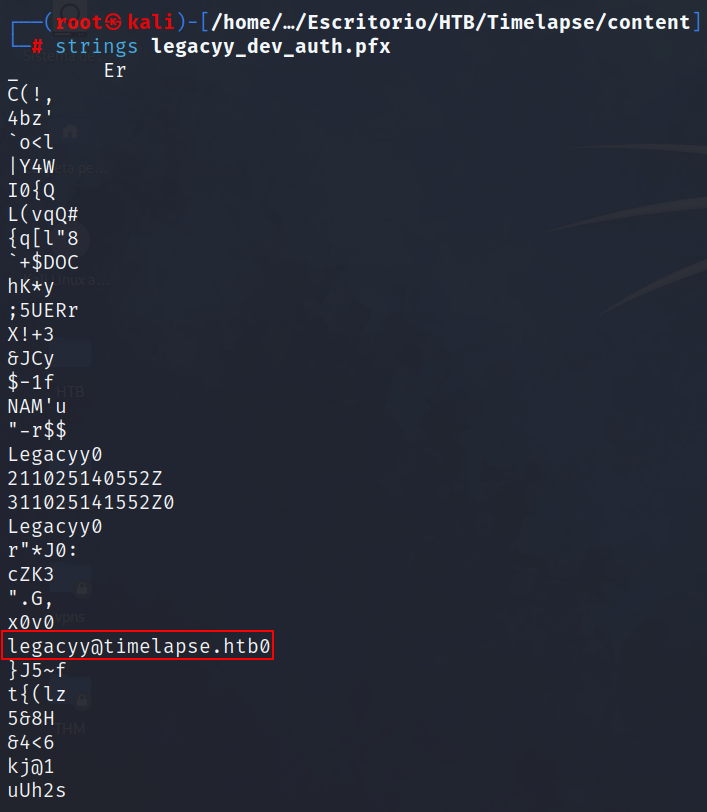 ┌──(root㉿kali)-[/home/…/Escritorio/HTB/Timelapse/content]
└─# strings legacyy_dev_auth.pfx
_       Er
C(!,
4bz'
`o<l
|Y4W
I0{Q
L(vqQ#
{q[l"8
`+$DOC
hK*y
;5UERr
X!+3
&JCy
$-1f
NAM'u
"-r$$
Legacyy0
211025140552Z
311025141552Z0
Legacyy0
r"*J0:
cZK3
".G,
x0v0
legacyy@timelapse.htb0
}J5~f
t{(lz
5&8H
&4<6
kj@1
uUh2s